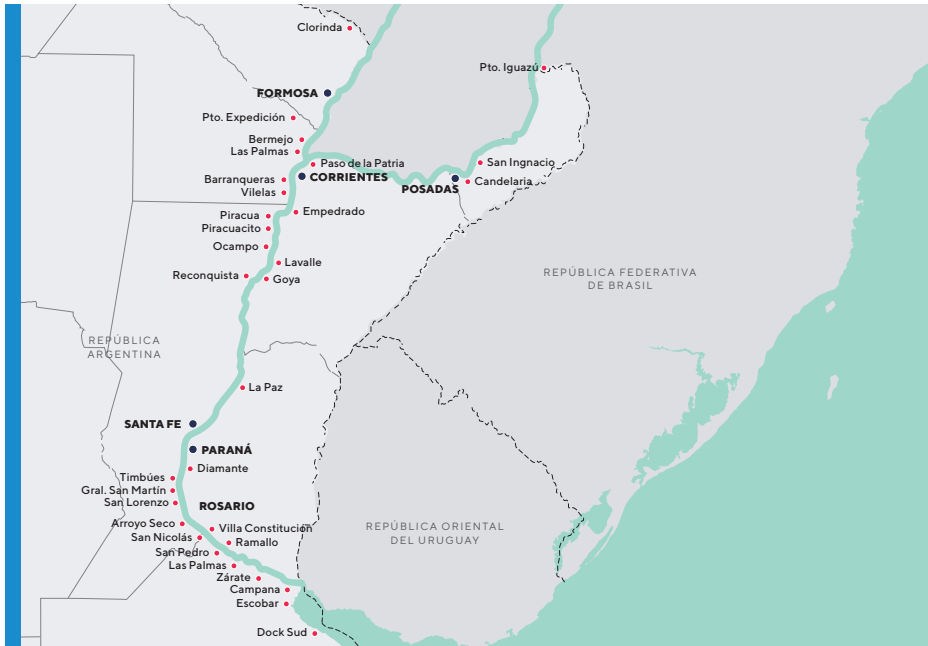 Clorinda
Pto. Iguazú
FORMOSA
Pto. Expedición
Bermejo
Las Palmas
Paso de la Patria
San Ingnacio
Barranqueras
CORRIENTES
POSADAS
Candelaria
Vilelas
Piracua
Empedrado
Piracuacito
Ocampo
Lavalle
Reconquista
Goya
REPÚBLICA FEDERATIVA
DE BRASIL
REPÚBLICA
ARGENTINA
La Paz
SANTA FE
PARANÁ
Diamante
Timbúes
Gral. San Martín
San Lorenzo
ROSARIO
Arroyo Seco
Villa Constitución
San Nicolás
Ramallo
REPÚBLICA ORIENTAL
DEL URUGUAY
San Pedro
Las Palmas
Zárate
Campana
Escobar
Dock Sud